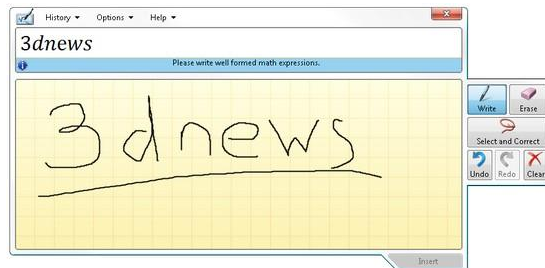 History Options Help
3dnews
Please write well formed math expressions.
3dnews
Write Erase
Select and Correct
Undo Redo Clear
Insert